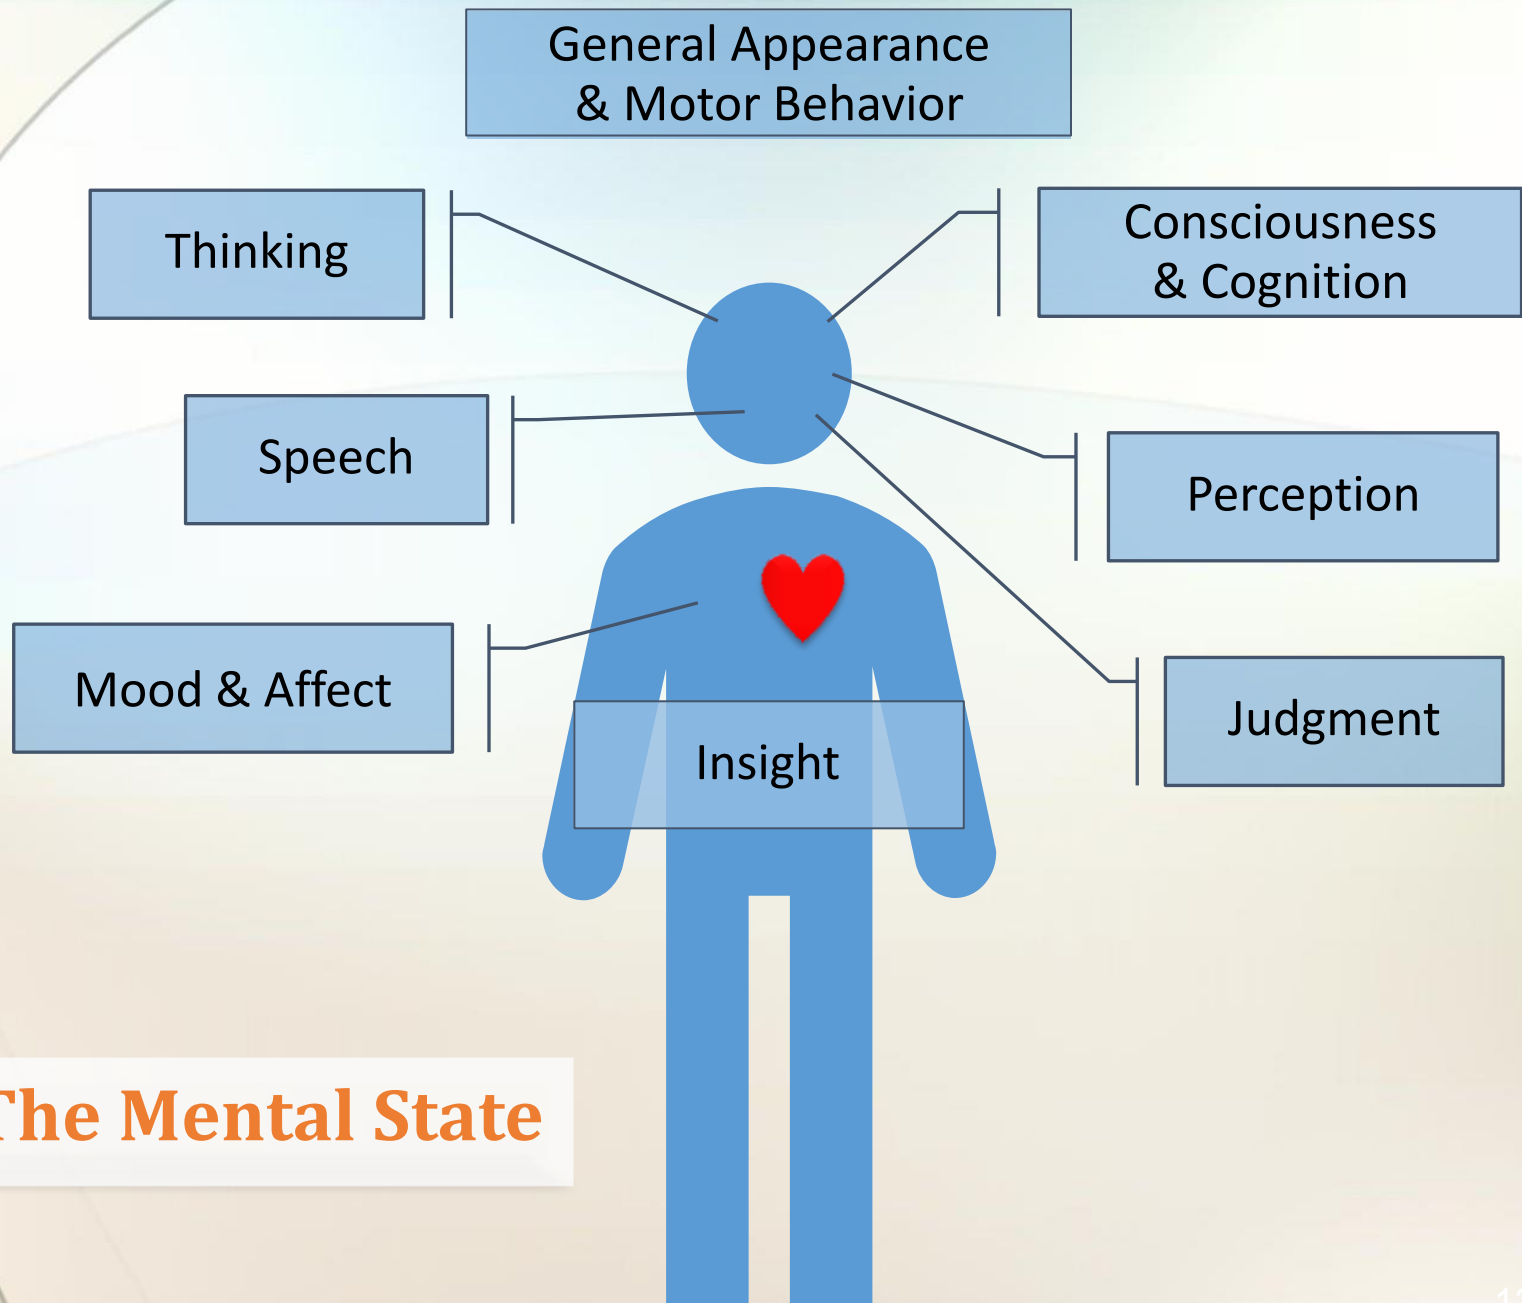 General Appearance
& Motor Behavior
Thinking
Consciousness
& Cognition
Speech
Perception
Mood & Affect
Judgment
Insight
The Mental State